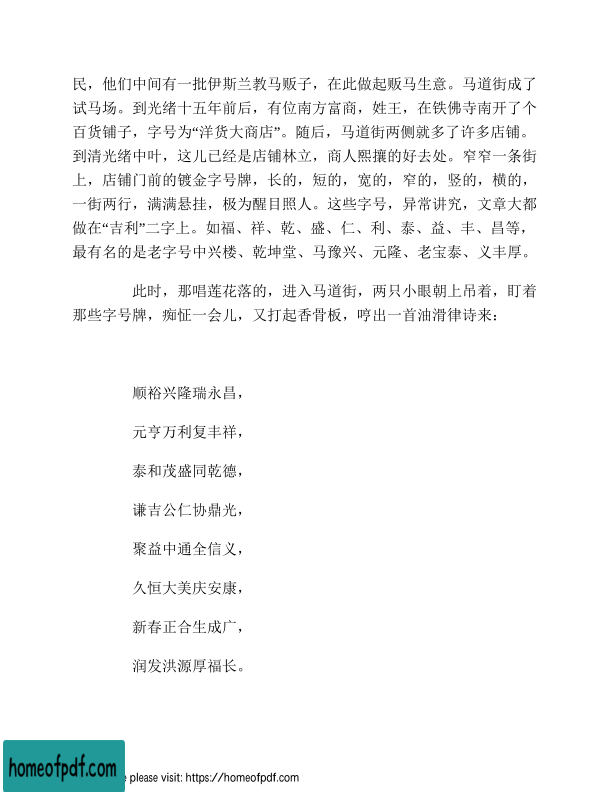 民，他们中间有一批伊斯兰教马贩子，在此做起贩马生意。马道街成了
试马场。到光绪十五年前后，有位南方富商，姓王，在铁佛寺南开了个
百货铺子，字号为“洋货大商店”。随后，马道街两侧就多了许多店铺。
到清光绪中叶，这儿已经是店铺林立，商人熙攘的好去处。窄窄一条街
上，店铺门前的镀金字号牌，长的，短的，宽的，窄的，竖的，横的，
一街两行，满满悬挂，极为醒目照人。这些字号，异常讲究，文章大都
做在“吉利”二字上。如福、祥、乾、盛、仁、利、泰、益、丰、昌等，
最有名的是老字号中兴楼、乾坤堂、马豫兴、元隆、老宝泰、义丰厚。
此时，那唱莲花落的，进入马道街，两只小眼朝上吊着，盯着
那些字号牌，痴怔一会儿，又打起香骨板，哼出一首油滑律诗来：
顺裕兴隆瑞永昌，
元亨万利复丰祥，
泰和茂盛同乾德，
谦吉公仁协鼎光，
聚益中通全信义，
久恒大美庆安康，
新春正合生成广，
润发洪源厚福长。
homeofpdf.com
e please visit: https://homeofpdf.com